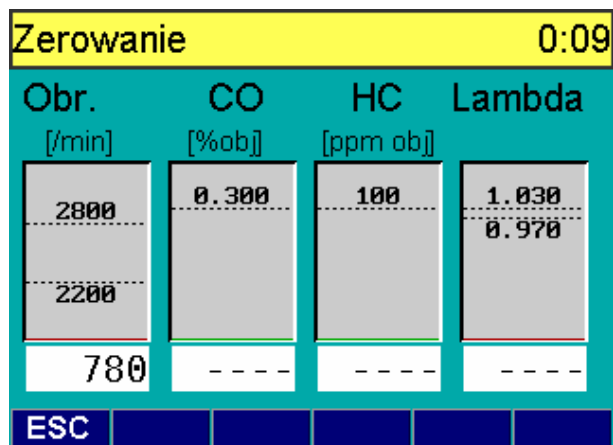 Zerowanie 0:09
Obr. CO HC Lambda
[/min] [%obj] [ppm obj]
2800 0.300 100 1.030
0.970
2200
780 ---- ---- ----
ESC